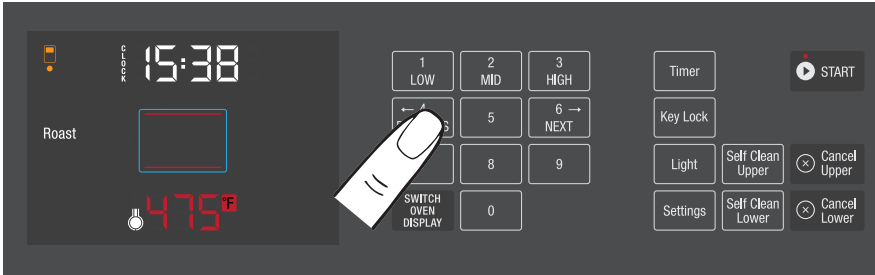 CLOCK
15:38
Roast
475°F
1
LOW
2
MID
3
HIGH
← 4
5
6 →
NEXT
8
9
SWITCH
OVEN
DISPLAY
0
Timer
START
Key Lock
Light
Self Clean
Upper
Cancel
Upper
Settings
Self Clean
Lower
Cancel
Lower